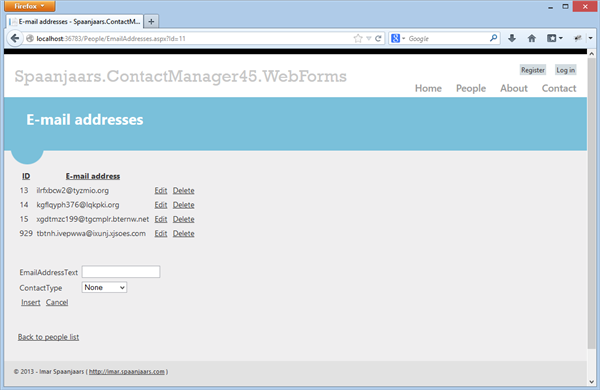 Firefox
E-mail addresses - Spaanjaars.ContactM...
localhost:36783/People/EmailAddresses.aspx?Id=11
Google
Spaanjaars.ContactManager45.WebForms
Register Log in
Home People About Contact
E-mail addresses
ID E-mail address
13 ilrfxbcw2@tyzmio.org Edit Delete
14 kgflqyph376@lqkpki.org Edit Delete
15 xgdtmzc199@tgcmplr.bternw.net Edit Delete
929 tbtnh.ivepwwa@ixunj.xjsoes.com Edit Delete
EmailAddressText
ContactType None
Insert Cancel
Back to people list
© 2013 - Imar Spaanjaars ( http://imar.spaanjaars.com )